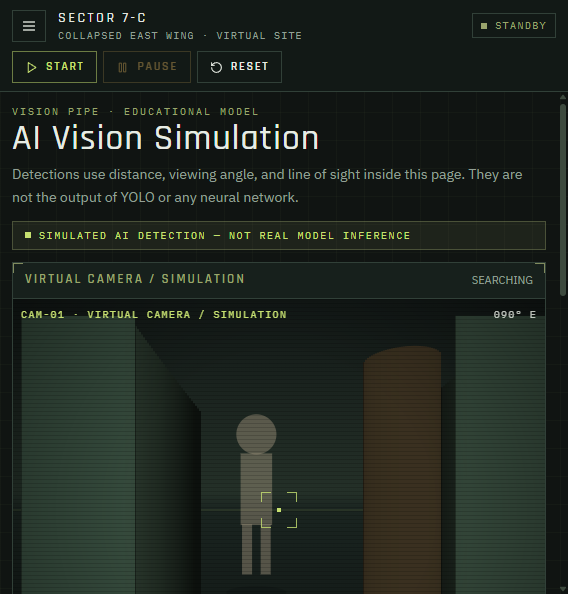 SECTOR 7-C
COLLAPSED EAST WING · VIRTUAL SITE
STANDBY
START
PAUSE
RESET
VISION PIPE · EDUCATIONAL MODEL
AI Vision Simulation
Detections use distance, viewing angle, and line of sight inside this page. They are
not the output of YOLO or any neural network.
SIMULATED AI DETECTION — NOT REAL MODEL INFERENCE
VIRTUAL CAMERA / SIMULATION
SEARCHING
CAM-01 · VIRTUAL CAMERA / SIMULATION
090° E